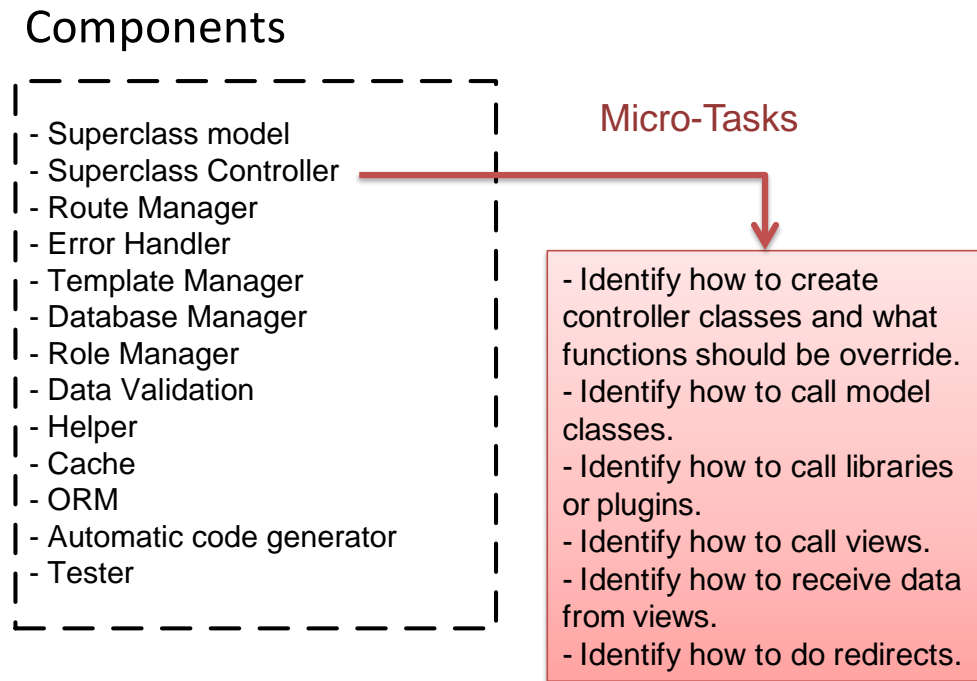 Components
- Superclass model
- Superclass Controller
- Route Manager
- Error Handler
- Template Manager
- Database Manager
- Role Manager
- Data Validation
- Helper
- Cache
- ORM
- Automatic code generator
- Tester
Micro-Tasks
- Identify how to create
controller classes and what
functions should be override.
- Identify how to call model
classes.
- Identify how to call libraries
or plugins.
- Identify how to call views.
- Identify how to receive data
from views.
- Identify how to do redirects.